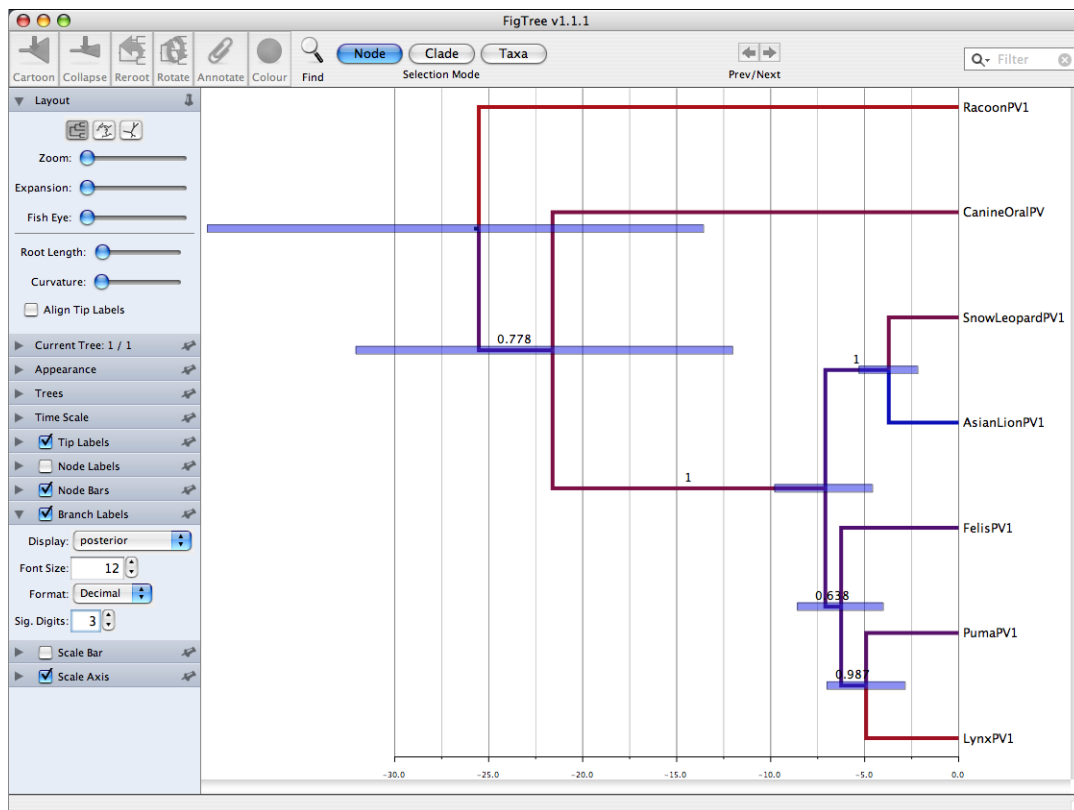 FigTree v1.1.1
Cartoon Collapse Reroot Rotate Annotate Colour Find
Node Clade Taxa
Selection Mode
Prev/Next
Filter
Layout
Zoom:
Expansion:
Fish Eye:
Root Length:
Curvature:
Align Tip Labels
Current Tree: 1 / 1
Appearance
Trees
Time Scale
Tip Labels
Node Labels
Node Bars
Branch Labels
Display: posterior
Font Size: 12
Format: Decimal
Sig. Digits: 3
Scale Bar
Scale Axis
RacoonPV1
CanineOralPV
SnowLeopardPV1
0.778
1
AsianLionPV1
1
FelisPV1
0.638
PumaPV1
0.987
LynxPV1
-30.0 -25.0 -20.0 -15.0 -10.0 -5.0 0.0